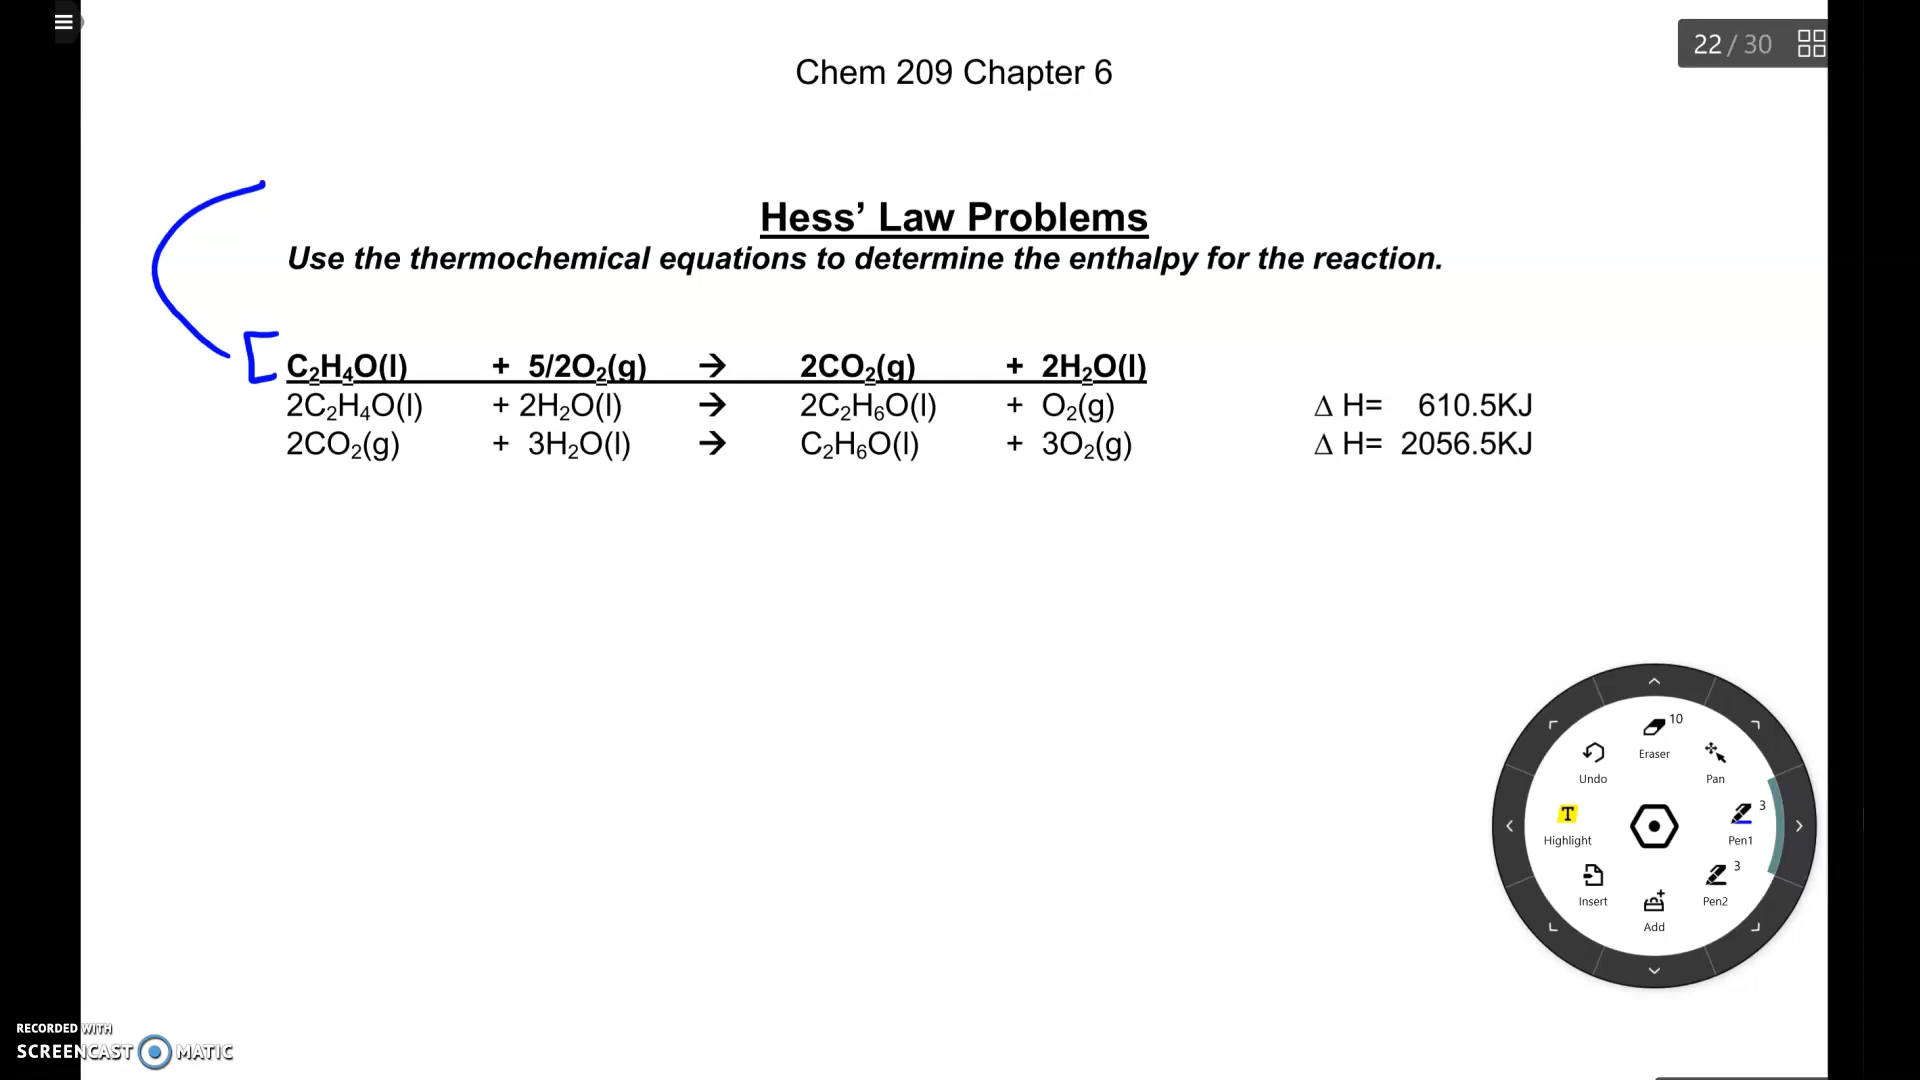 22 / 30
Chem 209 Chapter 6
Hess’ Law Problems
Use the thermochemical equations to determine the enthalpy for the reaction.
C₂H₄O(l) + 5/2O₂(g) → 2CO₂(g) + 2H₂O(l)
2C₂H₄O(l) + 2H₂O(l) → 2C₂H₆O(l) + O₂(g) Δ H= 610.5KJ
2CO₂(g) + 3H₂O(l) → C₂H₆O(l) + 3O₂(g) Δ H= 2056.5KJ
10
Eraser
Undo
Pan
T
Highlight
3
Pen1
Insert
3
Pen2
Add
RECORDED WITH
SCREENCAST MATIC